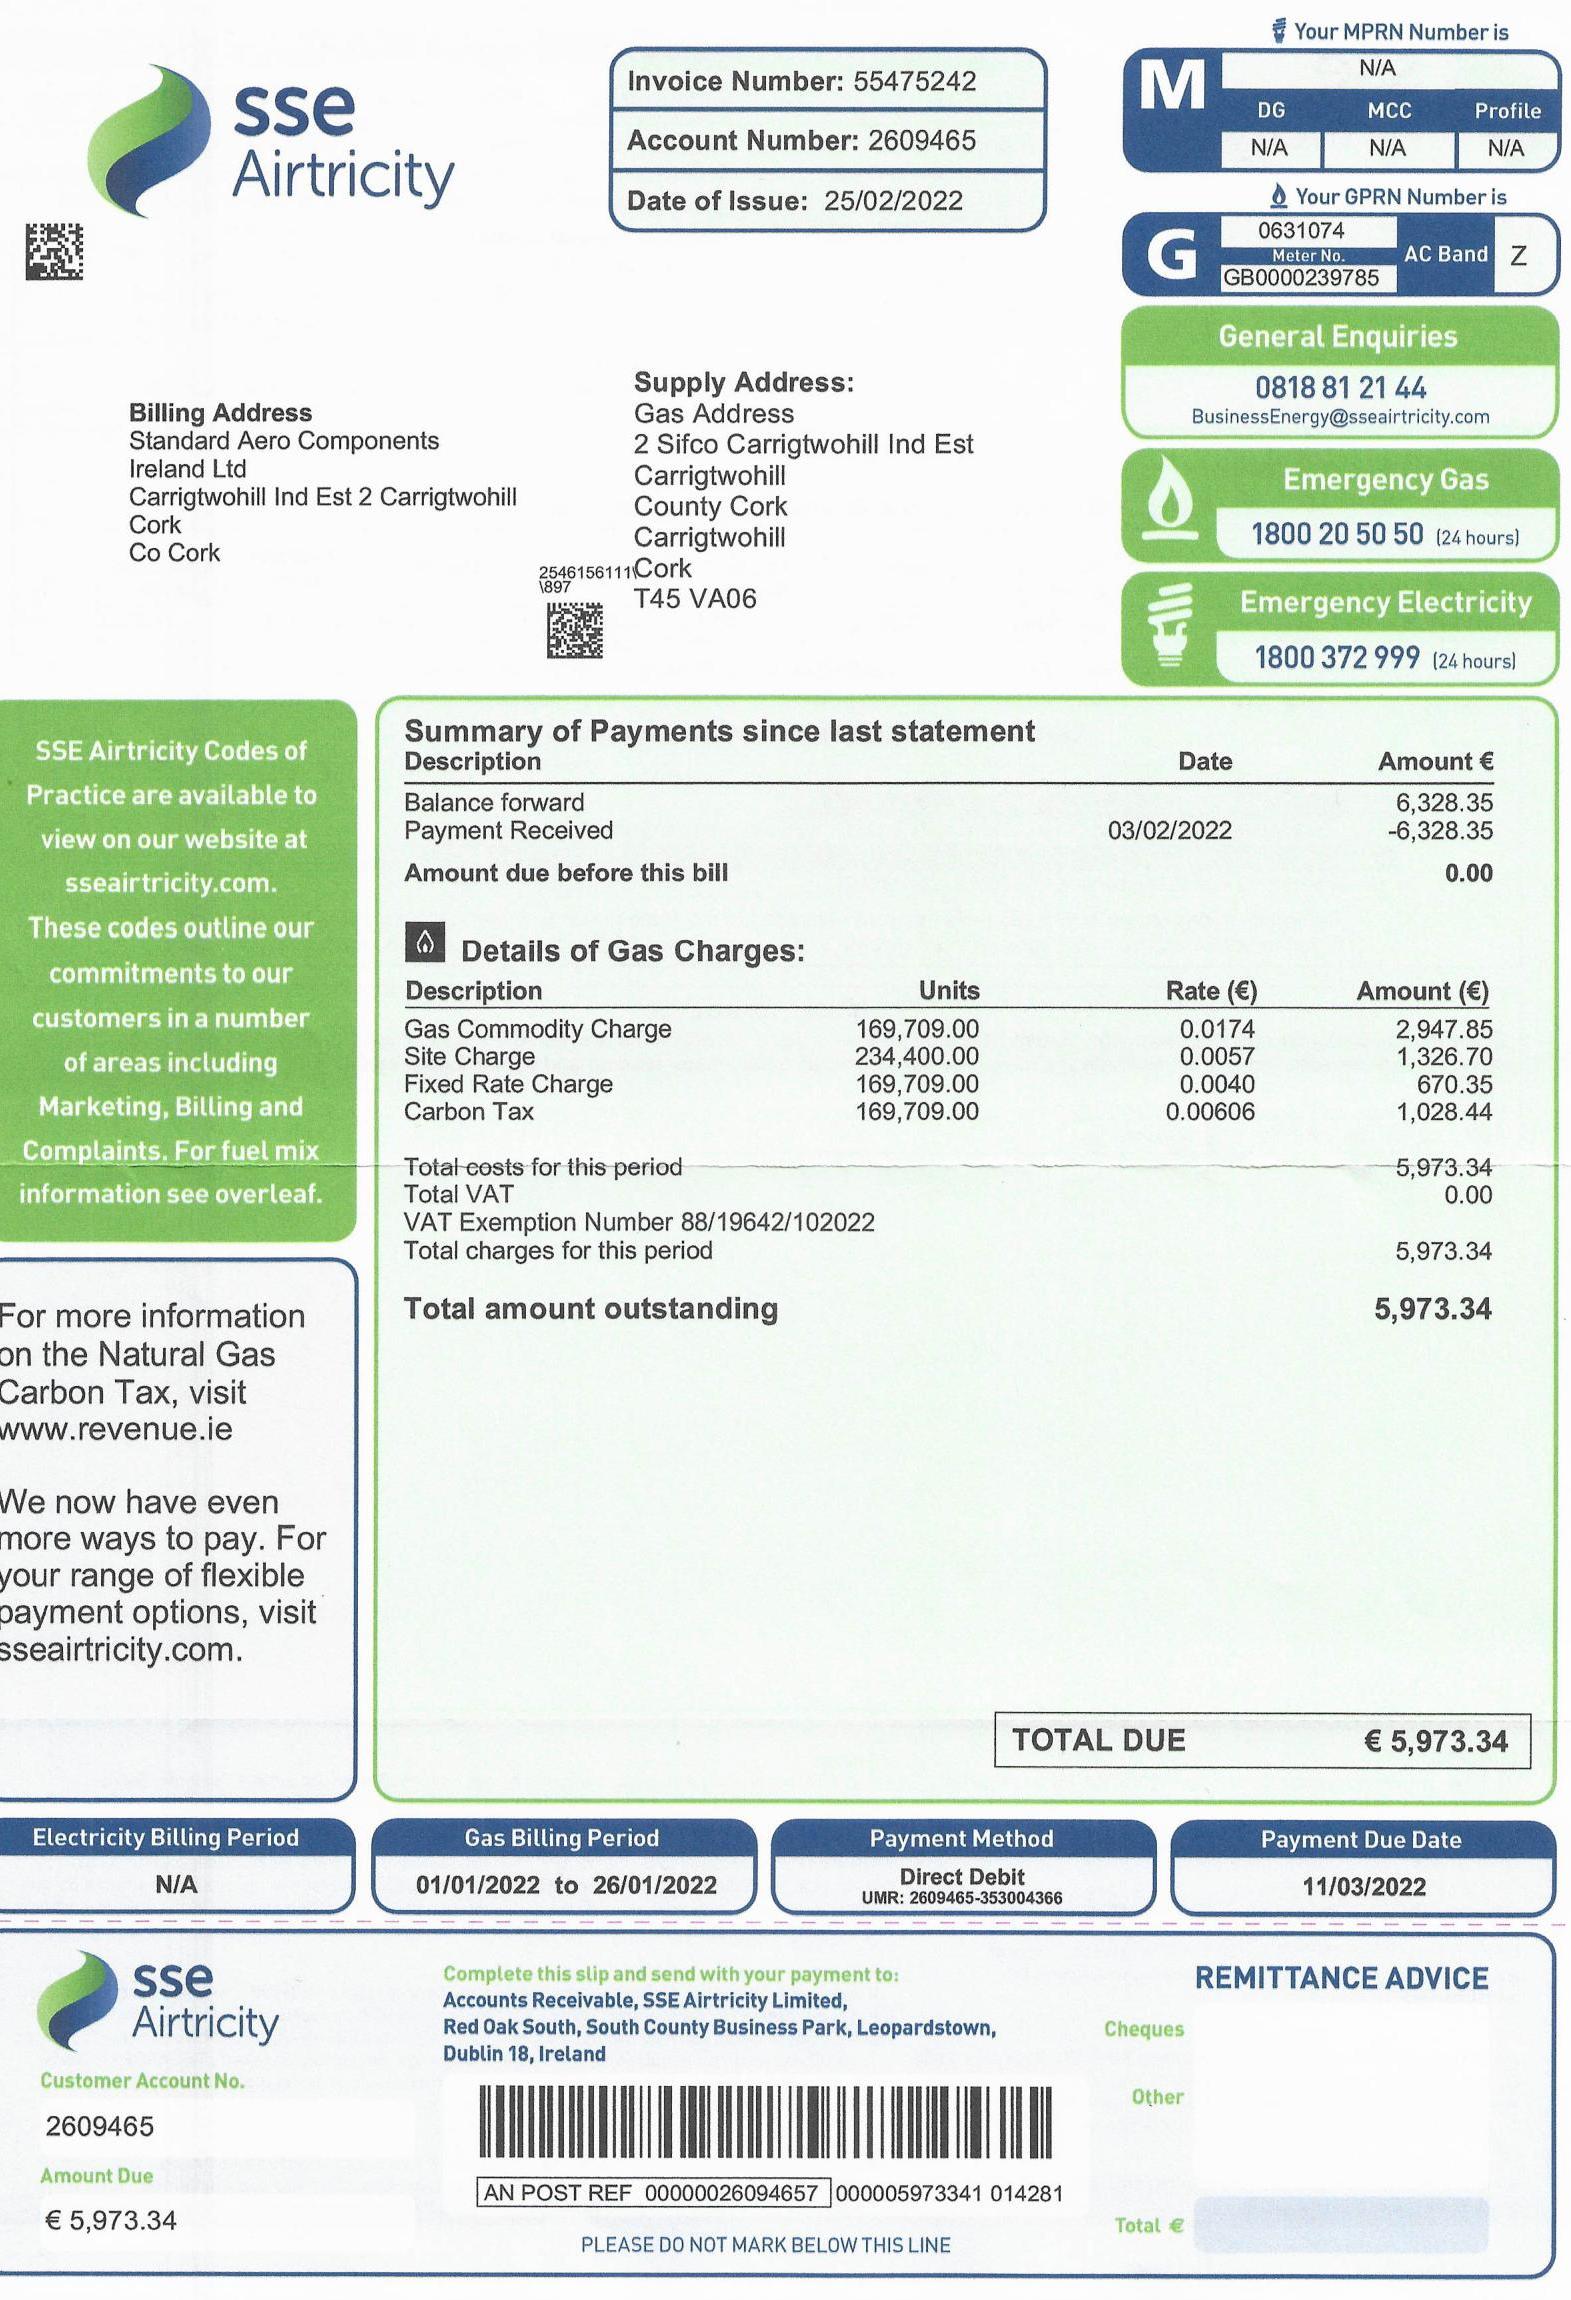 sse
Airtricity
Invoice Number: 55475242
Account Number: 2609465
Date of Issue: 25/02/2022
Your MPRN Number is
M
N/A
DG MCC Profile
N/A N/A N/A
Your GPRN Number is
G
0631074
Meter No.
GB0000239785
AC Band Z
General Enquiries
0818 81 21 44
BusinessEnergy@sseairtricity.com
Emergency Gas
1800 20 50 50 (24 hours)
Emergency Electricity
1800 372 999 (24 hours)
Billing Address
Standard Aero Components
Ireland Ltd
Carrigtwohill Ind Est 2 Carrigtwohill
Cork
Co Cork
Supply Address:
Gas Address
2 Sifco Carrigtwohill Ind Est
Carrigtwohill
County Cork
Carrigtwohill
Cork
T45 VA06
2546156111\
\897
SSE Airtricity Codes of
Practice are available to
view on our website at
sseairtricity.com.
These codes outline our
commitments to our
customers in a number
of areas including
Marketing, Billing and
Complaints. For fuel mix
information see overleaf.
For more information
on the Natural Gas
Carbon Tax, visit
www.revenue.ie
We now have even
more ways to pay. For
your range of flexible
payment options, visit
sseairtricity.com.
Summary of Payments since last statement
Description Date Amount €
Balance forward 6,328.35
Payment Received 03/02/2022 -6,328.35
Amount due before this bill 0.00
Details of Gas Charges:
Description Units Rate (€) Amount (€)
Gas Commodity Charge 169,709.00 0.0174 2,947.85
Site Charge 234,400.00 0.0057 1,326.70
Fixed Rate Charge 169,709.00 0.0040 670.35
Carbon Tax 169,709.00 0.00606 1,028.44
Total costs for this period 5,973.34
Total VAT 0.00
VAT Exemption Number 88/19642/102022
Total charges for this period 5,973.34
Total amount outstanding 5,973.34
TOTAL DUE € 5,973.34
Electricity Billing Period
N/A
Gas Billing Period
01/01/2022 to 26/01/2022
Payment Method
Direct Debit
UMR: 2609465-353004366
Payment Due Date
11/03/2022
sse
Airtricity
Customer Account No.
2609465
Amount Due
€ 5,973.34
Complete this slip and send with your payment to:
Accounts Receivable, SSE Airtricity Limited,
Red Oak South, South County Business Park, Leopardstown,
Dublin 18, Ireland
AN POST REF 00000026094657 000005973341 014281
PLEASE DO NOT MARK BELOW THIS LINE
REMITTANCE ADVICE
Cheques
Other
Total €